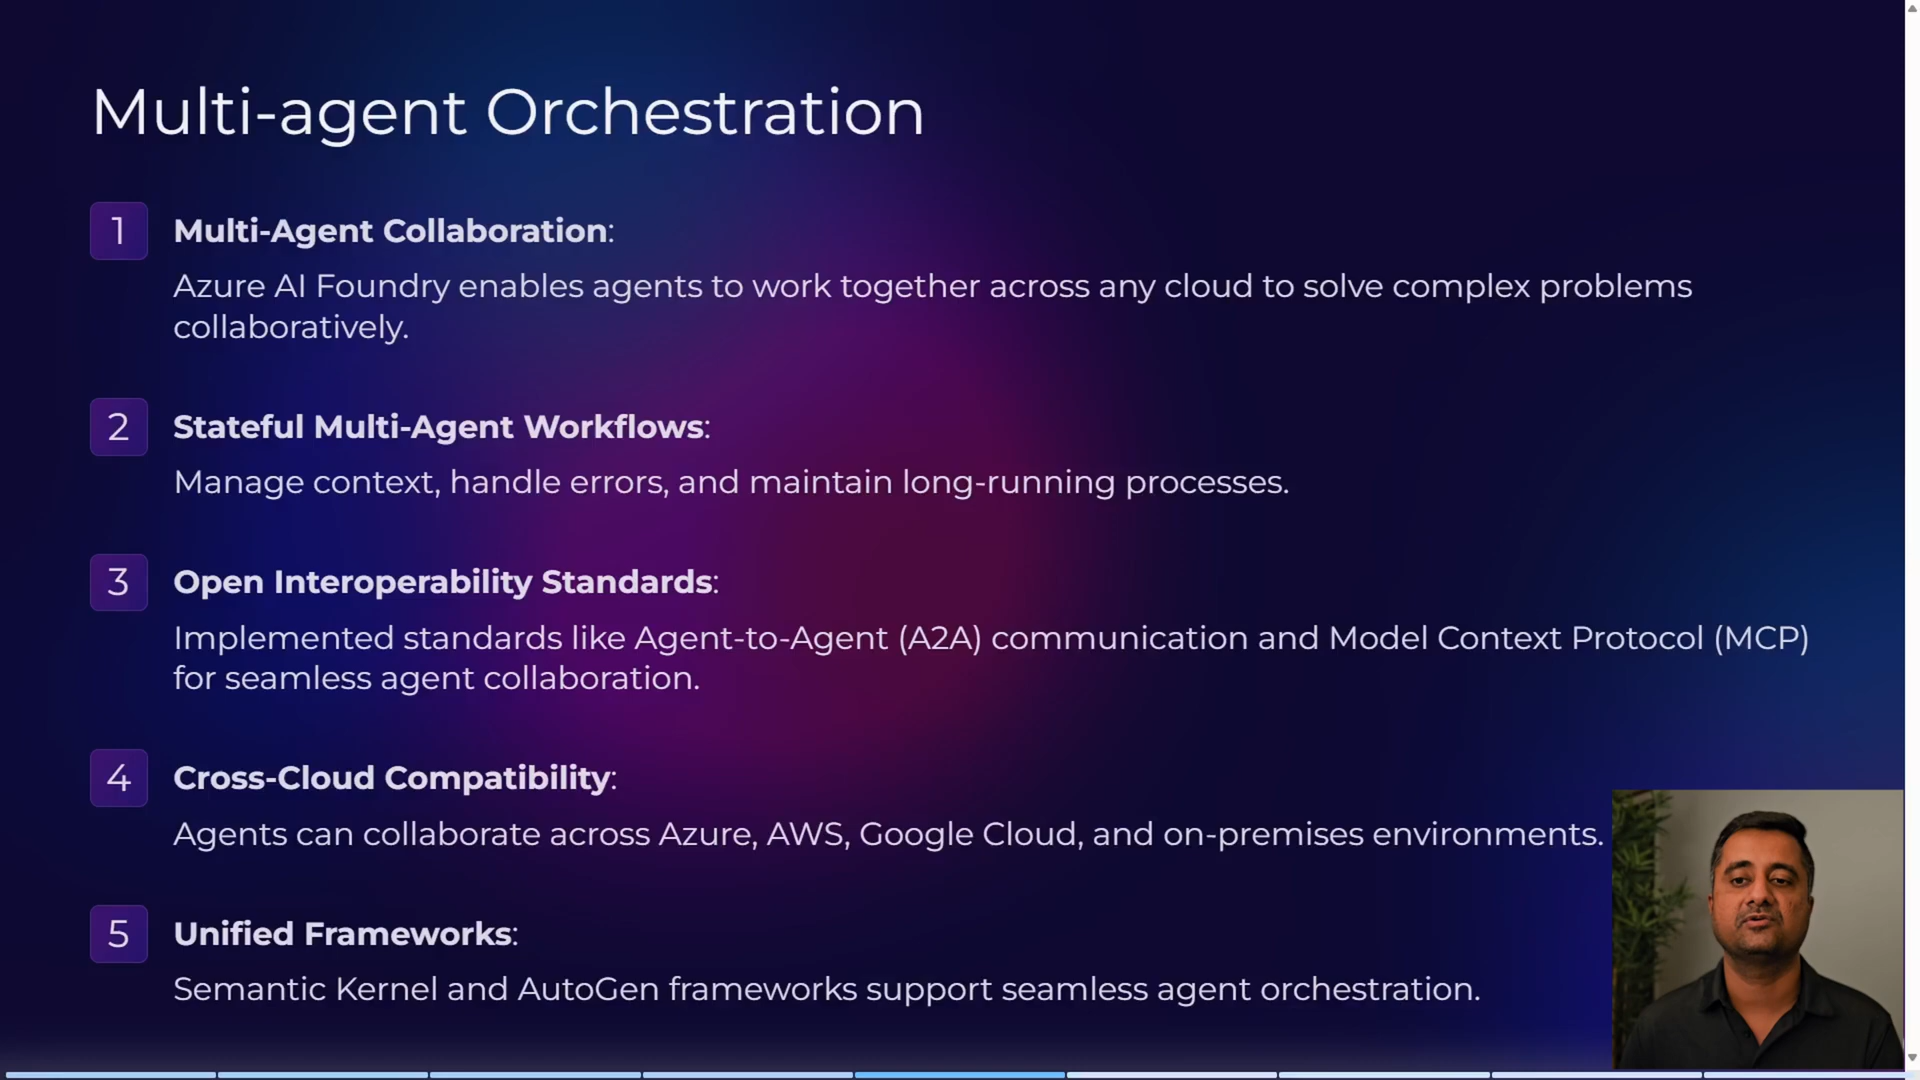 Multi-agent Orchestration
1
Multi-Agent Collaboration:
Azure AI Foundry enables agents to work together across any cloud to solve complex problems
collaboratively.
2
Stateful Multi-Agent Workflows:
Manage context, handle errors, and maintain long-running processes.
3
Open Interoperability Standards:
Implemented standards like Agent-to-Agent (A2A) communication and Model Context Protocol (MCP)
for seamless agent collaboration.
4
Cross-Cloud Compatibility:
Agents can collaborate across Azure, AWS, Google Cloud, and on-premises environments.
5
Unified Frameworks:
Semantic Kernel and AutoGen frameworks support seamless agent orchestration.